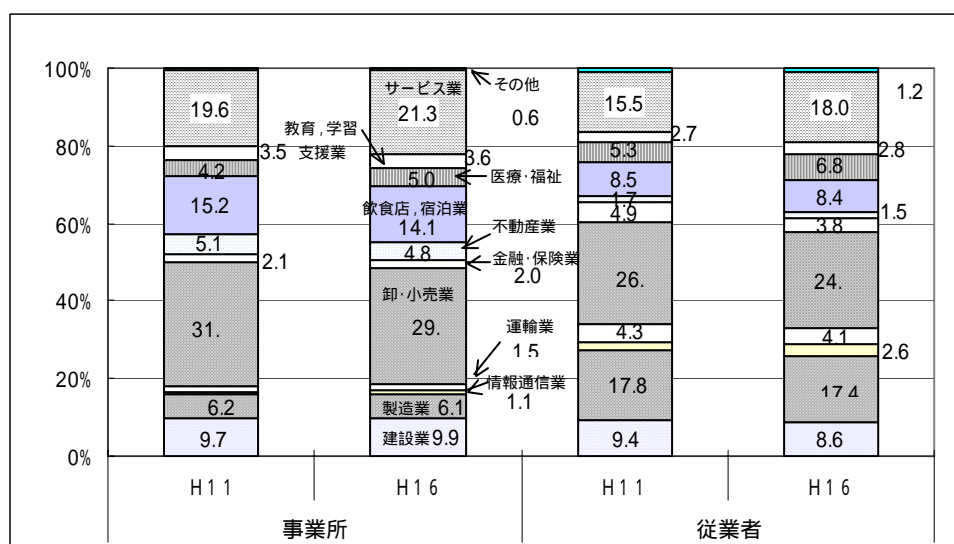 100%
80%
60%
40%
20%
0%
19.6
3.5
4.2
15.2
5.1
2.1
31.
6.2
9.7
サービス業
21.3
その他
0.6
教育,学習
支援業
3.6
5.0
医療・福祉
飲食店,宿泊業
14.1
不動産業
4.8
金融・保険業
2.0
卸・小売業
29.
運輸業
1.5
情報通信業
1.1
製造業 6.1
建設業 9.9
15.5
2.7
5.3
8.5
1.7
4.9
26.
4.3
17.8
9.4
1.2
18.0
2.8
6.8
8.4
1.5
3.8
24.
4.1
2.6
17.4
8.6
H11
H16
H11
H16
事業所
従業者